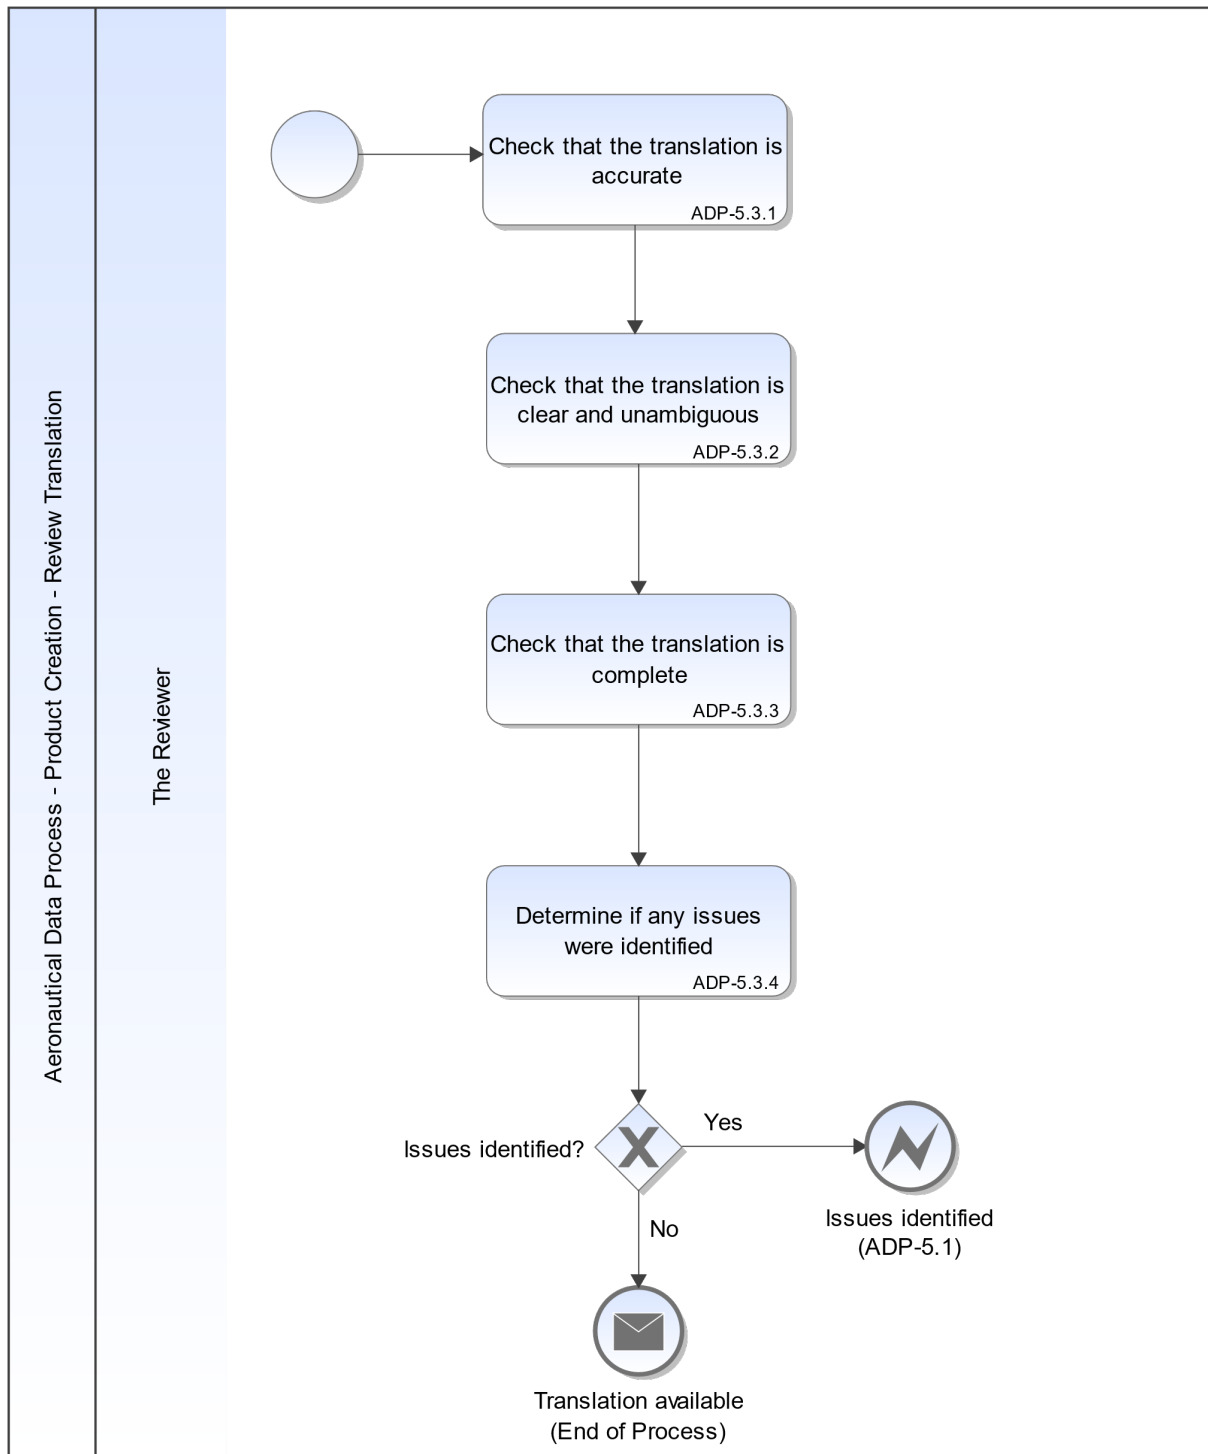 Aeronautical Data Process - Product Creation - Review Translation
The Reviewer
Check that the translation is
accurate
ADP-5.3.1
Check that the translation is
clear and unambiguous
ADP-5.3.2
Check that the translation is
complete
ADP-5.3.3
Determine if any issues
were identified
ADP-5.3.4
Issues identified?
Yes
Issues identified
(ADP-5.1)
No
Translation available
(End of Process)